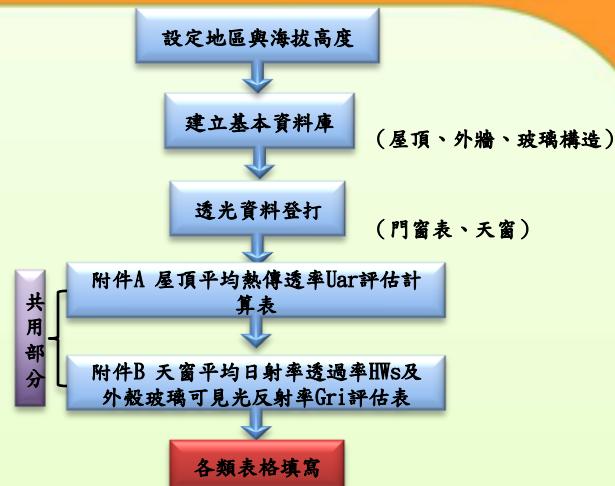 設定地區與海拔高度
建立基本資料庫
（屋頂、外牆、玻璃構造）
透光資料登打
（門窗表、天窗）
共用部分
附件A 屋頂平均熱傳透率Uar評估計
算表
附件B 天窗平均日射率透過率HWs及
外殼玻璃可見光反射率Gri評估表
各類表格填寫